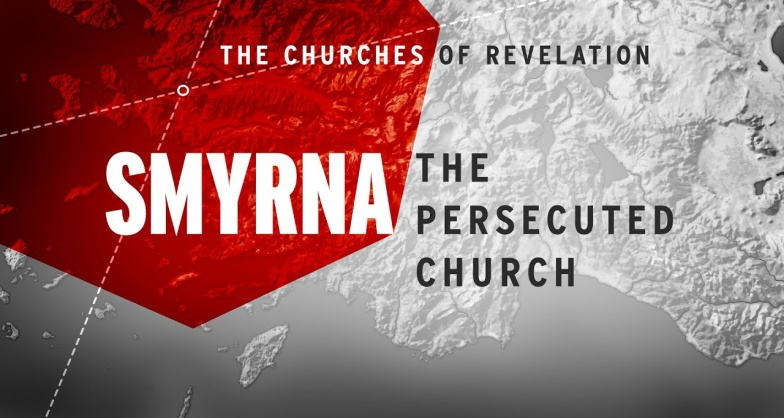 THE CHURCHES OF REVELATION
SMYRNA
THE
PERSECUTED
CHURCH